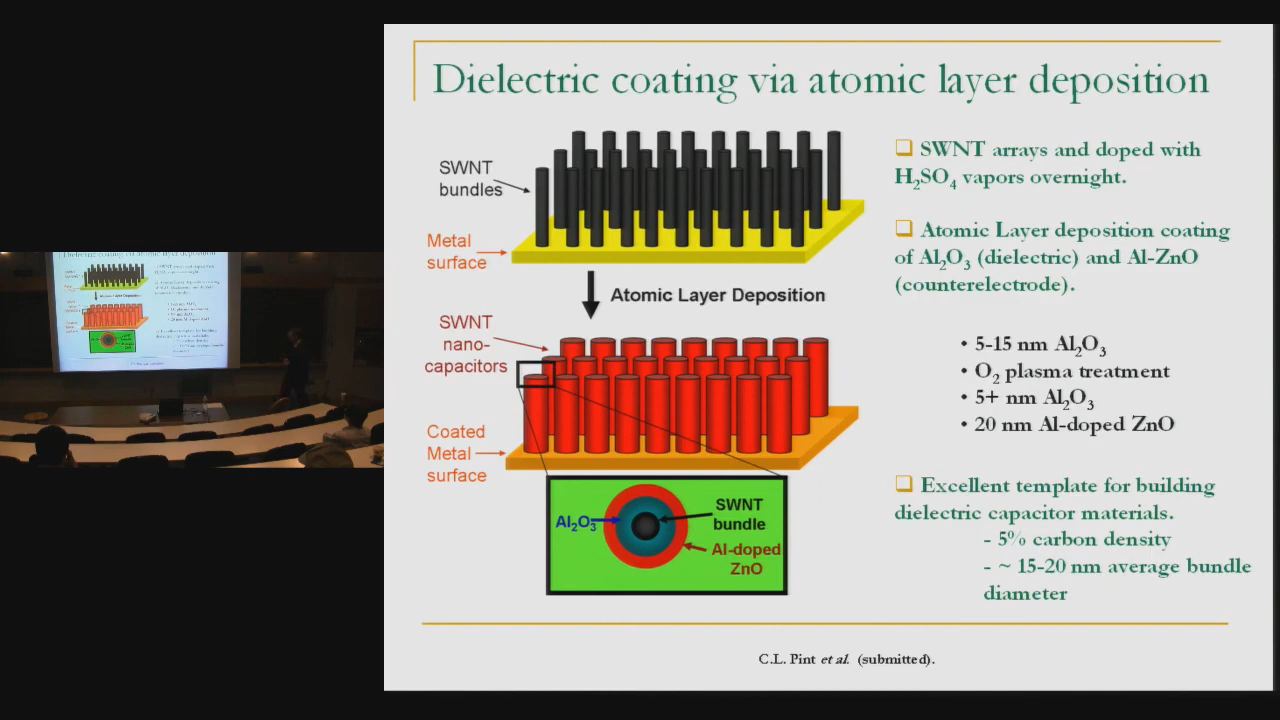 Dielectric coating via atomic layer deposition
SWNT
bundles
Metal
surface
Atomic Layer Deposition
SWNT
nano-
capacitors
Coated
Metal
surface
Al₂O₃
SWNT
bundle
Al-doped
ZnO
SWNT arrays and doped with
H₂SO₄ vapors overnight.
Atomic Layer deposition coating
of Al₂O₃ (dielectric) and Al-ZnO
(counterelectrode).
• 5-15 nm Al₂O₃
• O₂ plasma treatment
• 5+ nm Al₂O₃
• 20 nm Al-doped ZnO
Excellent template for building
dielectric capacitor materials.
- 5% carbon density
- ~ 15-20 nm average bundle
diameter
C.L. Pint et al. (submitted).